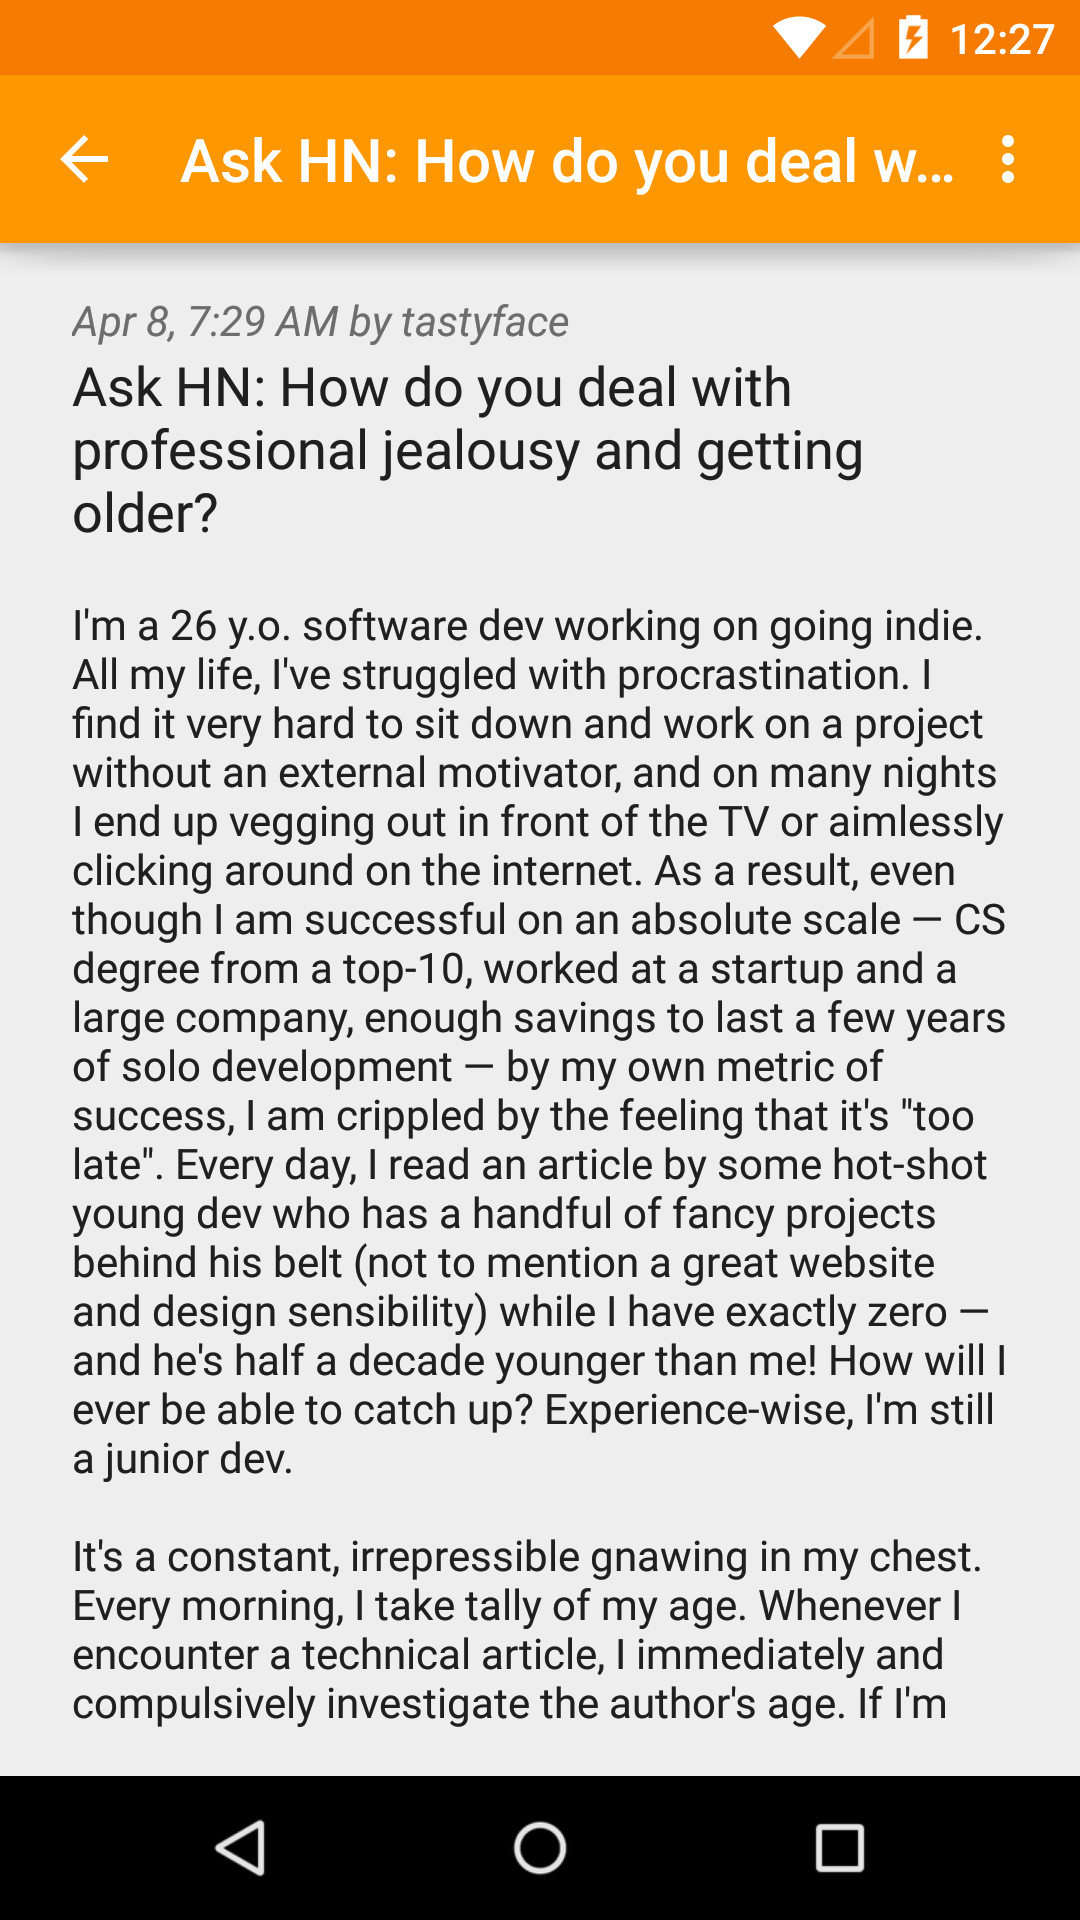 12:27
Ask HN: How do you deal w...
Apr 8, 7:29 AM by tastyface
Ask HN: How do you deal with
professional jealousy and getting
older?
I'm a 26 y.o. software dev working on going indie.
All my life, I've struggled with procrastination. I
find it very hard to sit down and work on a project
without an external motivator, and on many nights
I end up vegging out in front of the TV or aimlessly
clicking around on the internet. As a result, even
though I am successful on an absolute scale — CS
degree from a top-10, worked at a startup and a
large company, enough savings to last a few years
of solo development — by my own metric of
success, I am crippled by the feeling that it's "too
late". Every day, I read an article by some hot-shot
young dev who has a handful of fancy projects
behind his belt (not to mention a great website
and design sensibility) while I have exactly zero —
and he's half a decade younger than me! How will I
ever be able to catch up? Experience-wise, I'm still
a junior dev.
It's a constant, irrepressible gnawing in my chest.
Every morning, I take tally of my age. Whenever I
encounter a technical article, I immediately and
compulsively investigate the author's age. If I'm